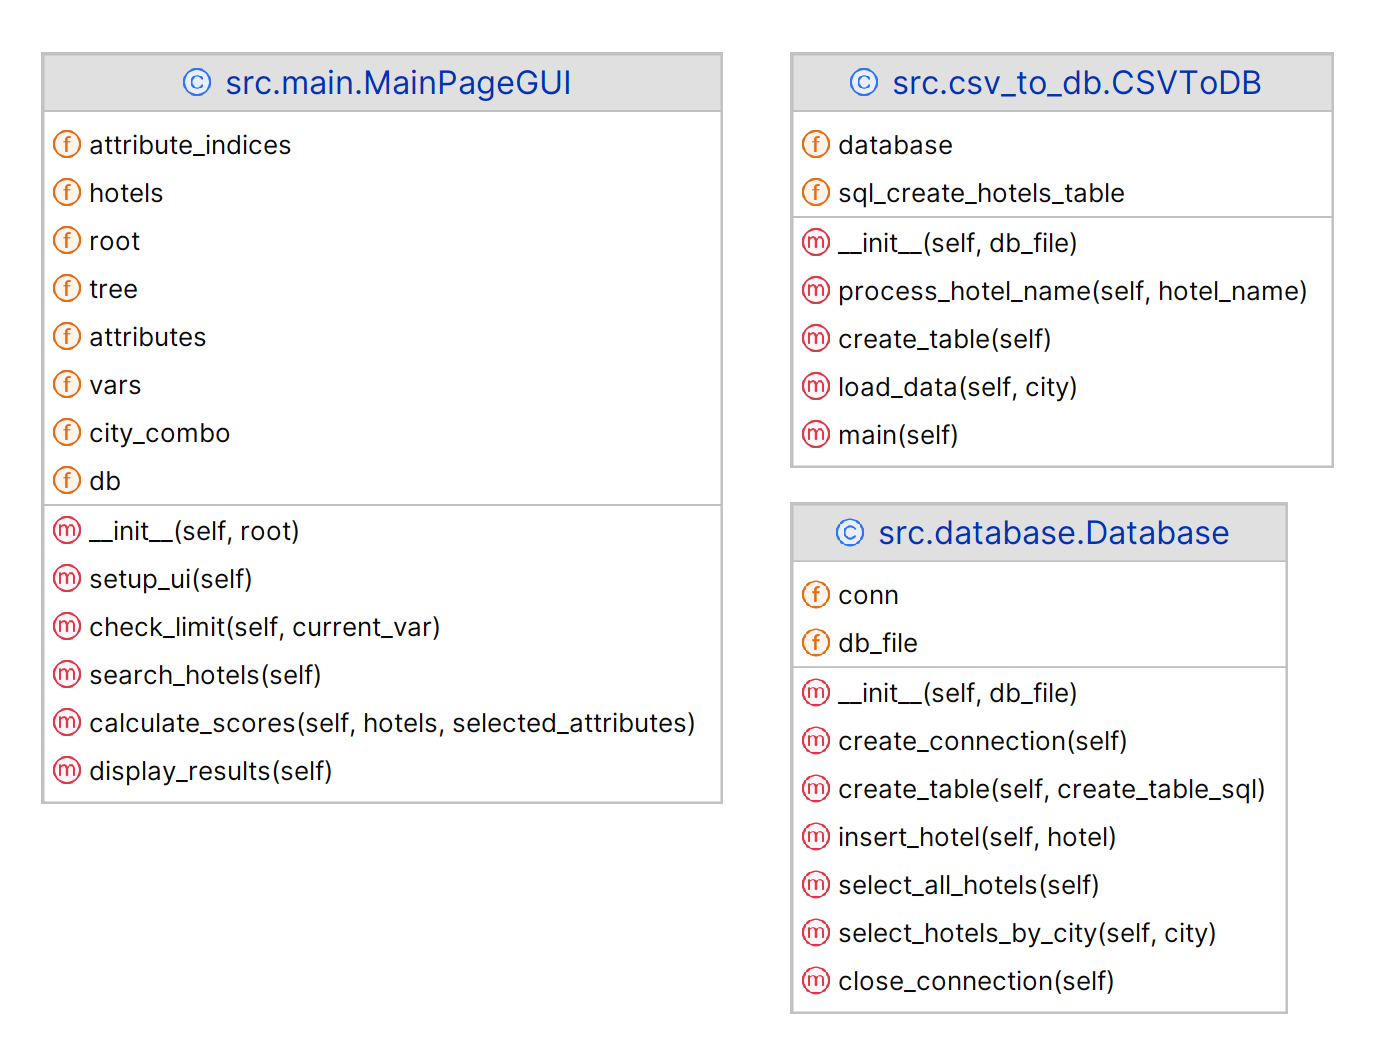 src.main.MainPageGUI
attribute_indices
hotels
root
tree
attributes
vars
city_combo
db
__init__(self, root)
setup_ui(self)
check_limit(self, current_var)
search_hotels(self)
calculate_scores(self, hotels, selected_attributes)
display_results(self)
src.csv_to_db.CSVToDB
database
sql_create_hotels_table
__init__(self, db_file)
process_hotel_name(self, hotel_name)
create_table(self)
load_data(self, city)
main(self)
src.database.Database
conn
db_file
__init__(self, db_file)
create_connection(self)
create_table(self, create_table_sql)
insert_hotel(self, hotel)
select_all_hotels(self)
select_hotels_by_city(self, city)
close_connection(self)